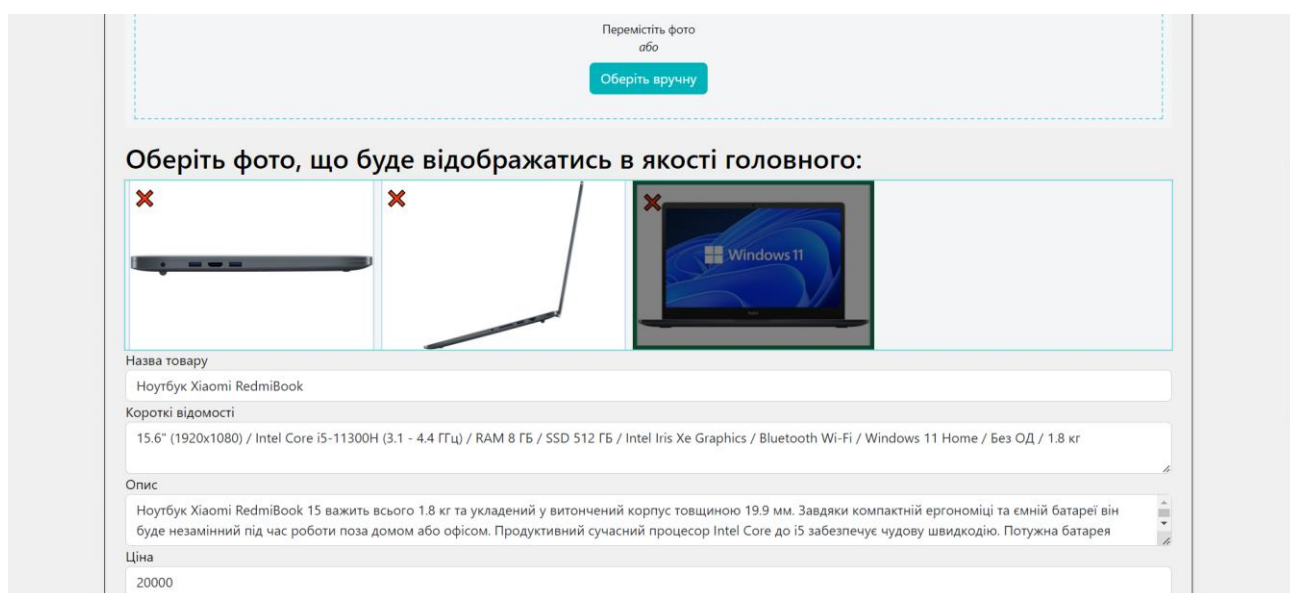 Перемістіть фото
або
Оберіть вручну
Оберіть фото, що буде відображатись в якості головного:
Windows 11
Назва товару
Ноутбук Xiaomi RedmiBook
Короткі відомості
15.6" (1920x1080) / Intel Core i5-11300H (3.1 - 4.4 ГГц) / RAM 8 ГБ / SSD 512 ГБ / Intel Iris Xe Graphics / Bluetooth Wi-Fi / Windows 11 Home / Без ОД / 1.8 кг
Опис
Ноутбук Xiaomi RedmiBook 15 важить всього 1.8 кг та укладений у витончений корпус товщиною 19.9 мм. Завдяки компактній ергономіці та ємній батареї він
буде незамінний під час роботи поза домом або офісом. Продуктивний сучасний процесор Intel Core до i5 забезпечує чудову швидкодію. Потужна батарея
Ціна
20000